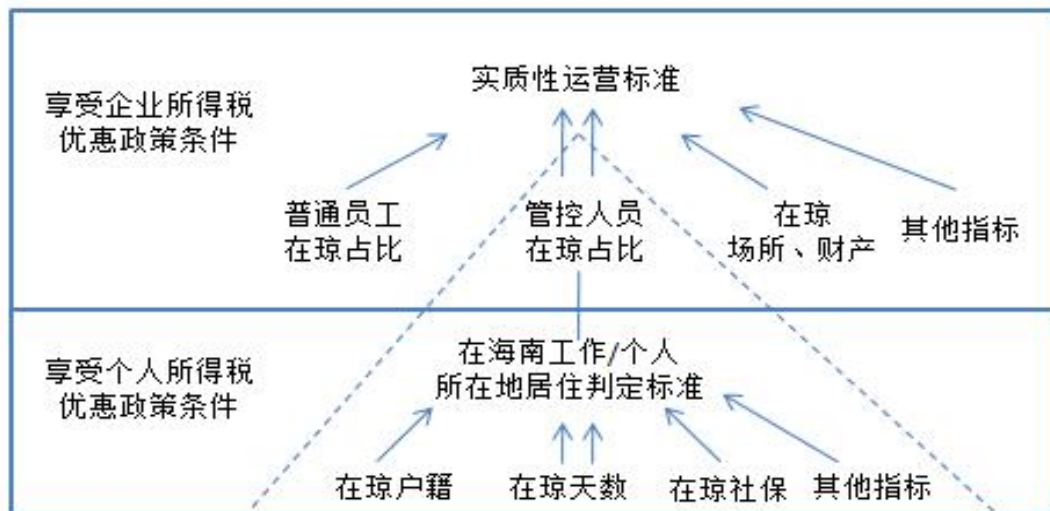 实质性运营标准
享受企业所得税
优惠政策条件
普通员工
在琼占比
管控人员
在琼占比
在琼
场所、财产
其他指标
在海南工作/个人
所在地居住判定标准
享受个人所得税
优惠政策条件
在琼户籍
在琼天数
在琼社保
其他指标